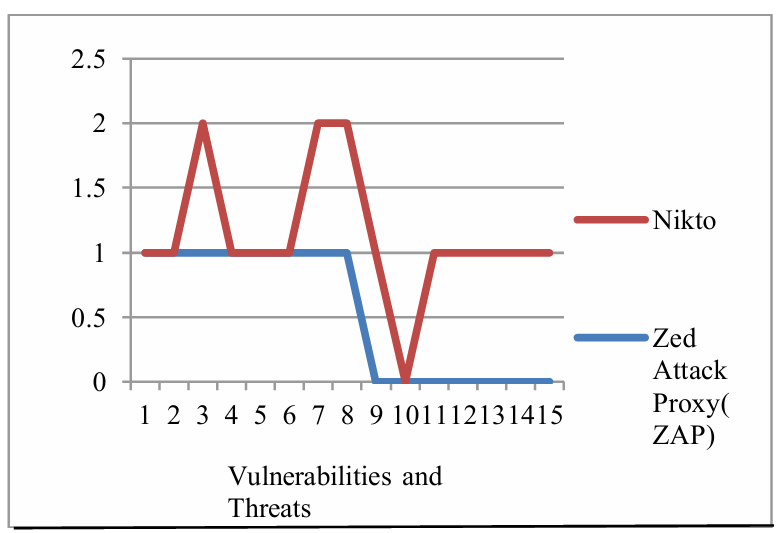 2.5
2
1.5
1
0.5
0
1 2 3 4 5 6 7 8 9 10 11 12 13 14 15
Vulnerabilities and
Threats
Nikto
Zed
Attack
Proxy(
ZAP)